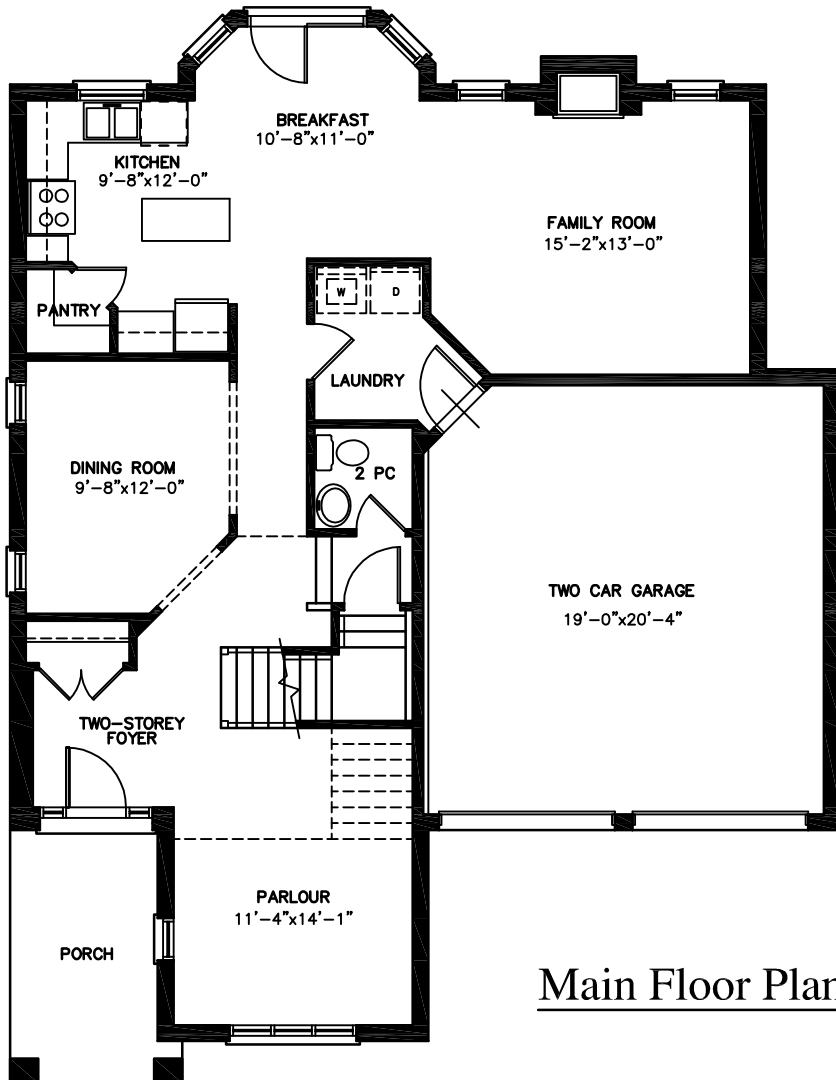 BREAKFAST
10'-8"x11'-0"
KITCHEN
9'-8"x12'-0"
FAMILY ROOM
15'-2"x13'-0"
W
D
PANTRY
LAUNDRY
DINING ROOM
9'-8"x12'-0"
2 PC
TWO CAR GARAGE
19'-0"x20'-4"
TWO-STOREY
FOYER
PARLOUR
11'-4"x14'-1"
PORCH
Main Floor Plan